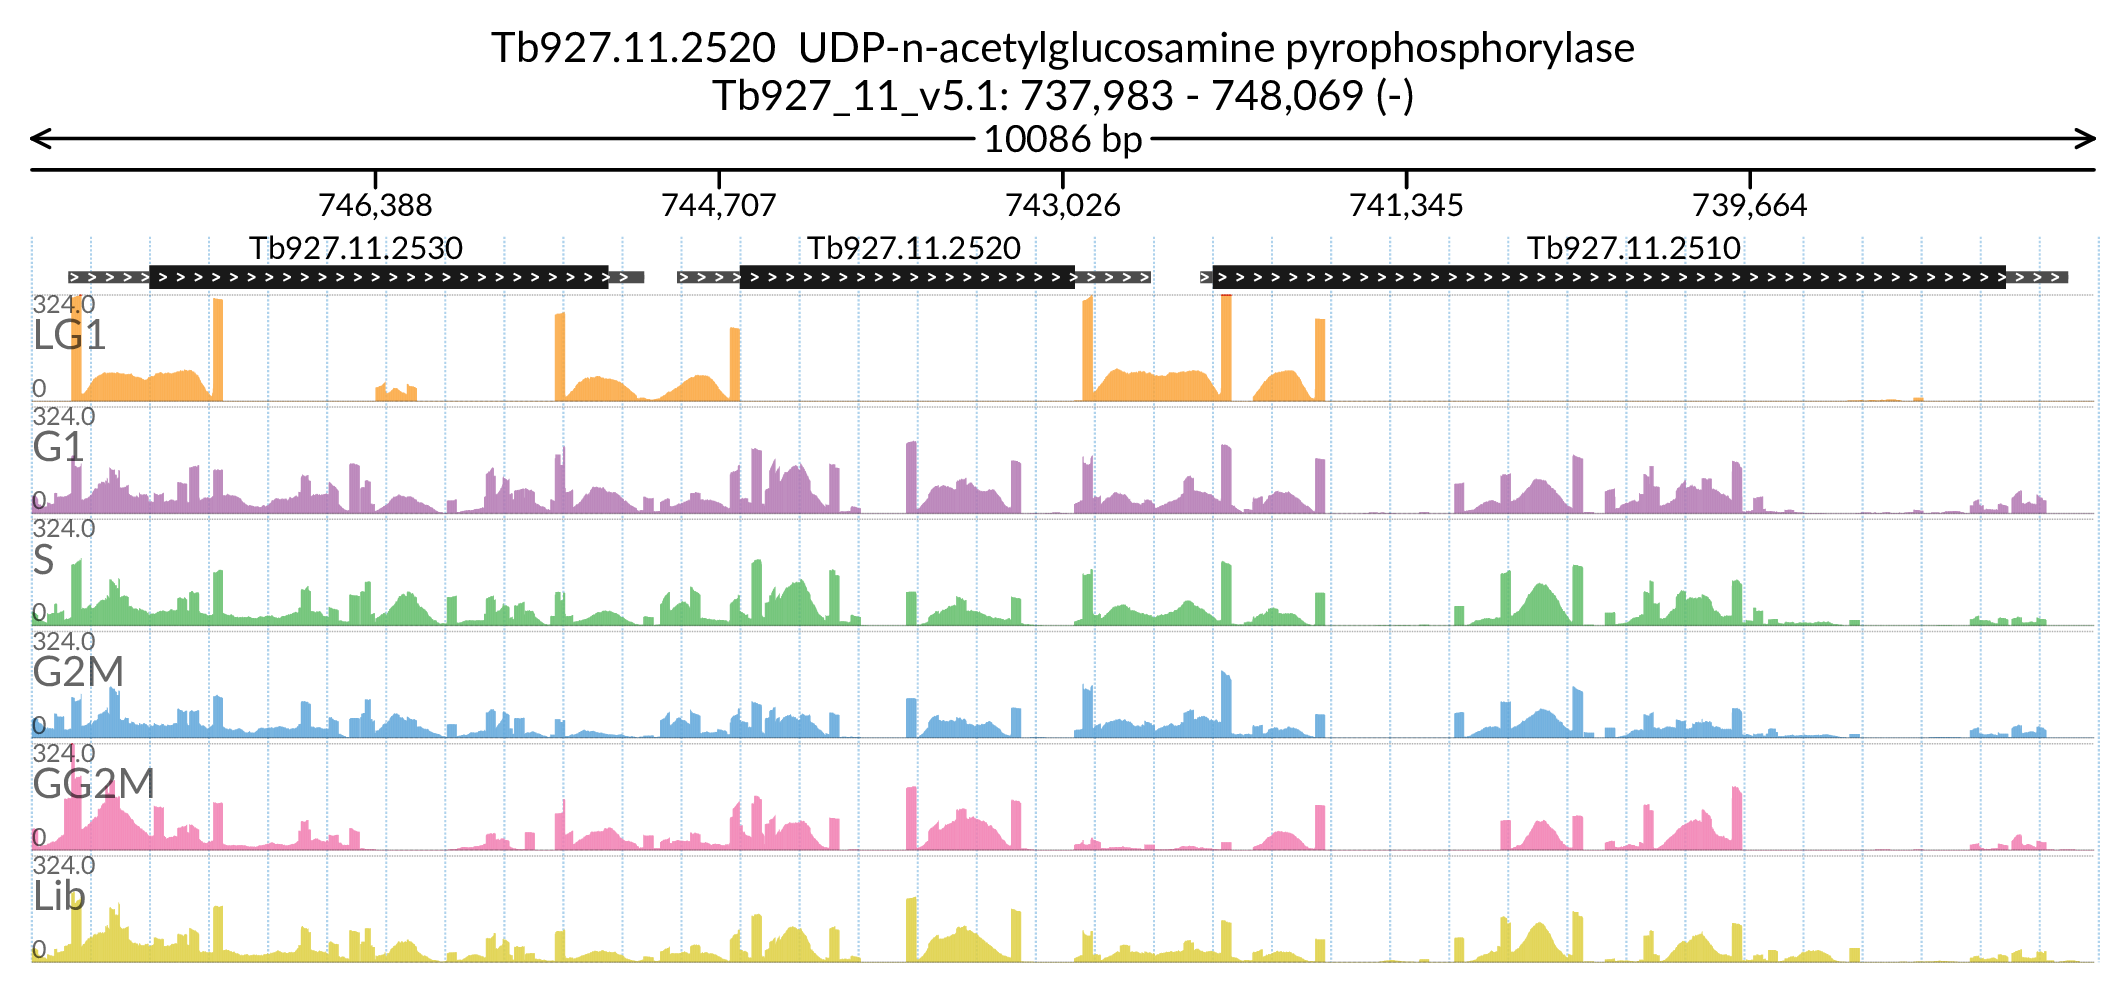 Tb927.11.2520  UDP-n-acetylglucosamine pyrophosphorylase
Tb927_11_v5.1: 737,983 - 748,069 (-)
10086 bp
746,388 744,707 743,026 741,345 739,664
Tb927.11.2530 Tb927.11.2520 Tb927.11.2510
324.0
LG1
0
324.0
G1
0
324.0
S
0
324.0
G2M
0
324.0
GG2M
0
324.0
Lib
0